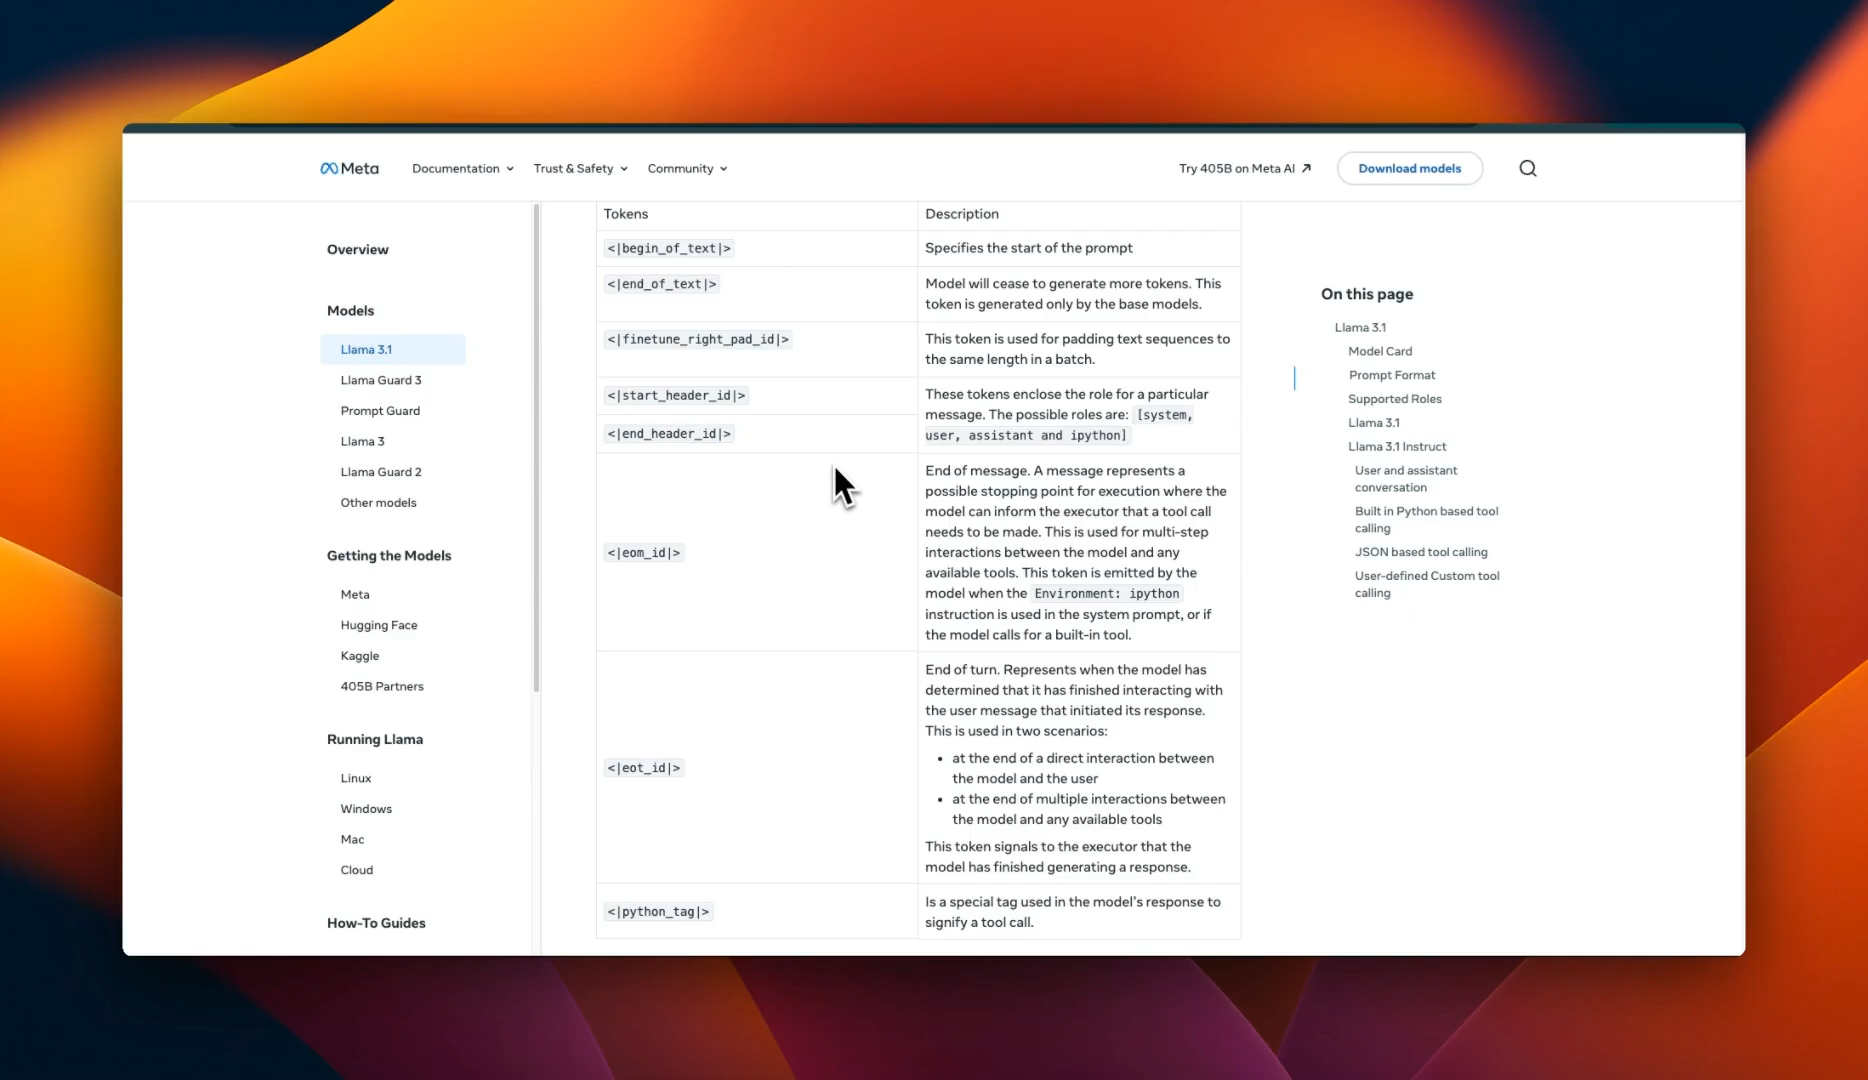 Meta
Documentation
Trust & Safety
Community
Try 405B on Meta AI
Download models
Overview
Models
Llama 3.1
Llama Guard 3
Prompt Guard
Llama 3
Llama Guard 2
Other models
Getting the Models
Meta
Hugging Face
Kaggle
405B Partners
Running Llama
Linux
Windows
Mac
Cloud
How-To Guides
Tokens
Description
<|begin_of_text|>
Specifies the start of the prompt
<|end_of_text|>
Model will cease to generate more tokens. This
token is generated only by the base models.
<|finetune_right_pad_id|>
This token is used for padding text sequences to
the same length in a batch.
<|start_header_id|>
<|end_header_id|>
These tokens enclose the role for a particular
message. The possible roles are: [system,
user, assistant and ipython]
<|eom_id|>
End of message. A message represents a
possible stopping point for execution where the
model can inform the executor that a tool call
needs to be made. This is used for multi-step
interactions between the model and any
available tools. This token is emitted by the
model when the Environment: ipython
instruction is used in the system prompt, or if
the model calls for a built-in tool.
<|eot_id|>
End of turn. Represents when the model has
determined that it has finished interacting with
the user message that initiated its response.
This is used in two scenarios:
• at the end of a direct interaction between
the model and the user
• at the end of multiple interactions between
the model and any available tools
This token signals to the executor that the
model has finished generating a response.
<|python_tag|>
Is a special tag used in the model's response to
signify a tool call.
On this page
Llama 3.1
Model Card
Prompt Format
Supported Roles
Llama 3.1
Llama 3.1 Instruct
User and assistant
conversation
Built in Python based tool
calling
JSON based tool calling
User-defined Custom tool
calling